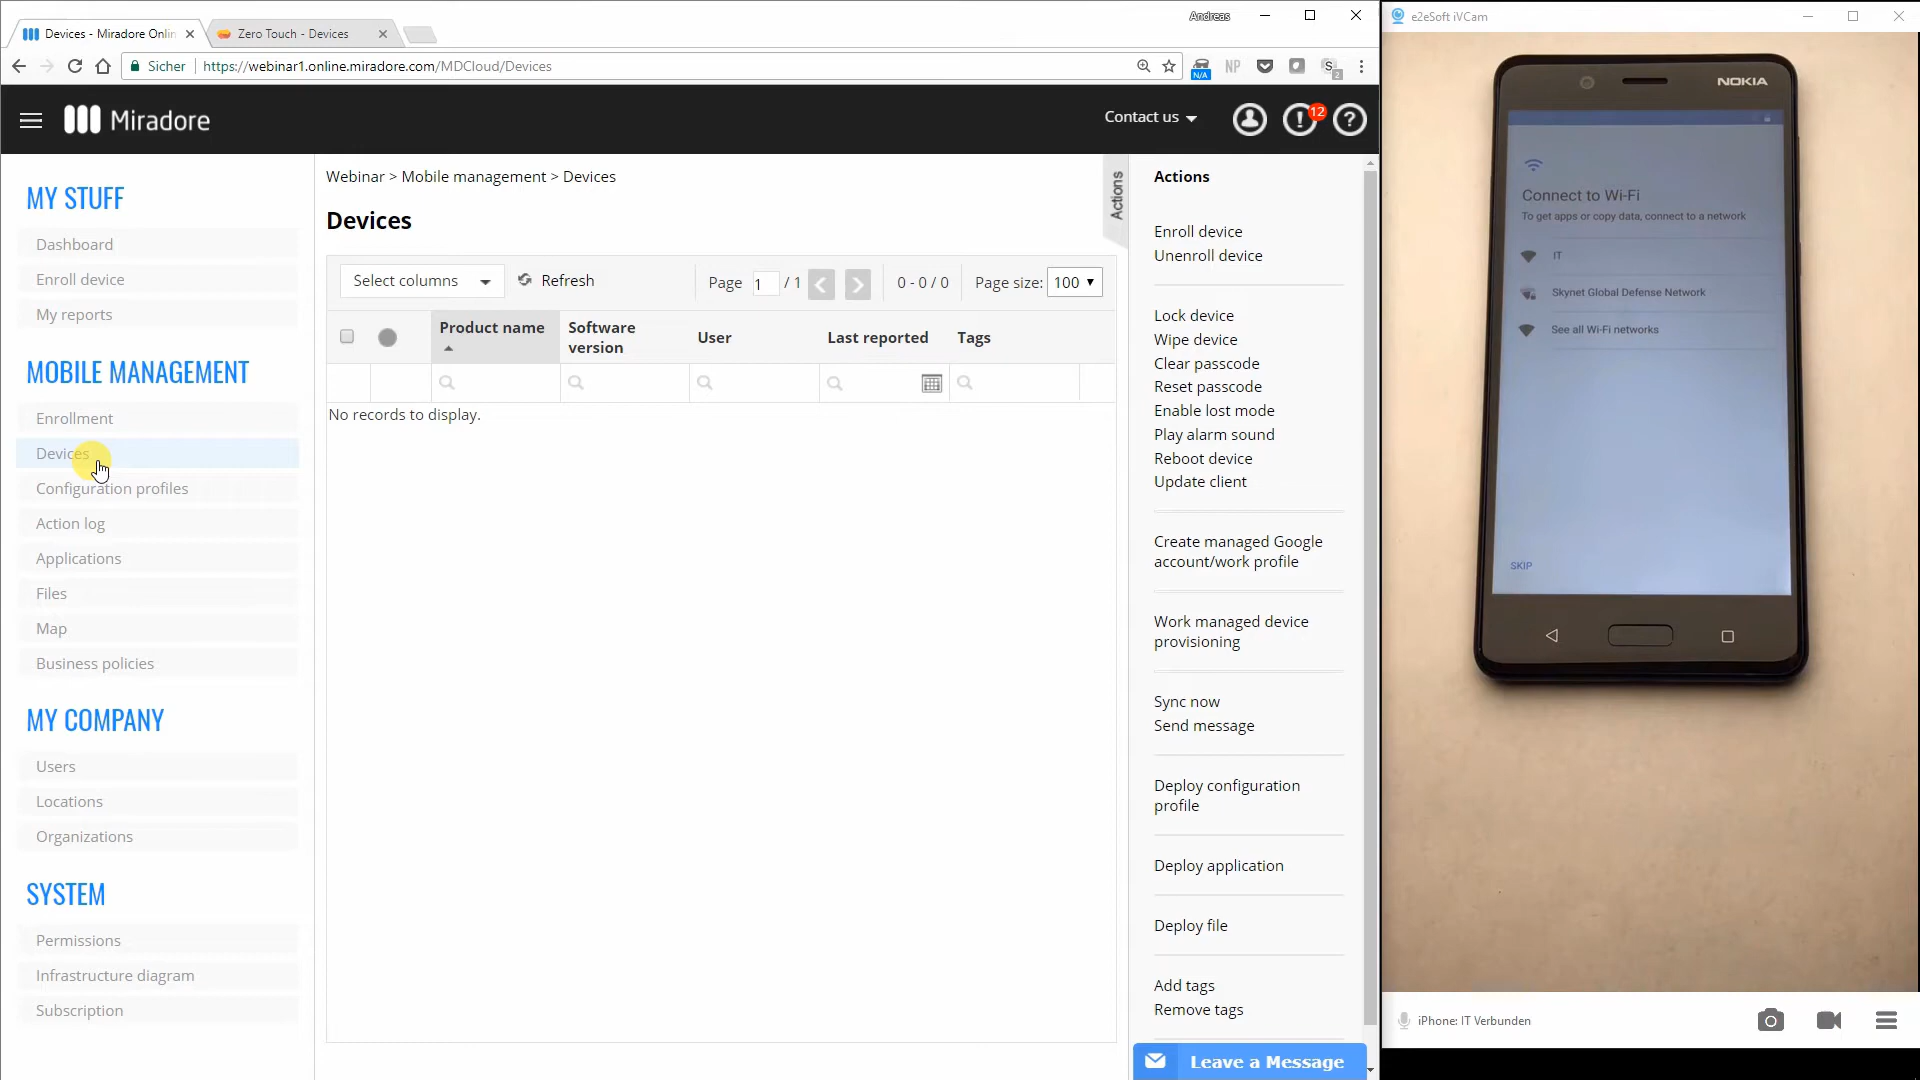 Andreas
Devices - Miradore Onlin
Zero Touch - Devices
Sicher
https://webinar1.online.miradore.com/MDCloud/Devices
N/A
NP
S
2
Miradore
Contact us
12
?
MY STUFF
Dashboard
Enroll device
My reports
MOBILE MANAGEMENT
Enrollment
Devices
Configuration profiles
Action log
Applications
Files
Map
Business policies
MY COMPANY
Users
Locations
Organizations
SYSTEM
Permissions
Infrastructure diagram
Subscription
Webinar > Mobile management > Devices
Devices
Select columns
Refresh
Page 1 / 1
0 - 0 / 0
Page size: 100
Product name
Software version
User
Last reported
Tags
No records to display.
Actions
Actions
Enroll device
Unenroll device
Lock device
Wipe device
Clear passcode
Reset passcode
Enable lost mode
Play alarm sound
Reboot device
Update client
Create managed Google
account/work profile
Work managed device
provisioning
Sync now
Send message
Deploy configuration
profile
Deploy application
Deploy file
Add tags
Remove tags
Leave a Message
e2eSoft iVCam
NOKIA
Connect to Wi-Fi
To get apps or copy data, connect to a network
IT
Skynet Global Defense Network
See all Wi-Fi networks
SKIP
iPhone: IT Verbunden